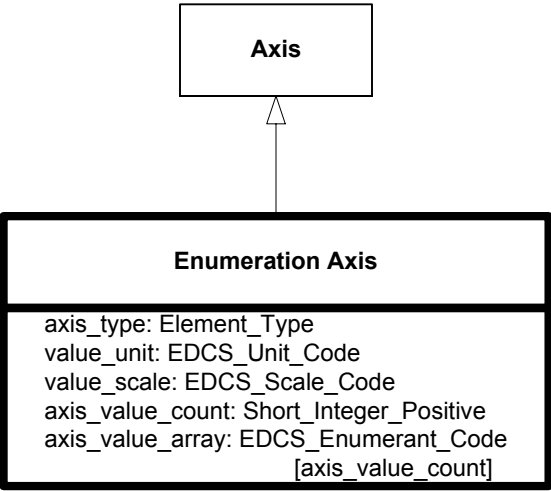 Axis
Enumeration Axis
axis_type: Element_Type
value_unit: EDCS_Unit_Code
value_scale: EDCS_Scale_Code
axis_value_count: Short_Integer_Positive
axis_value_array: EDCS_Enumerant_Code
[axis_value_count]